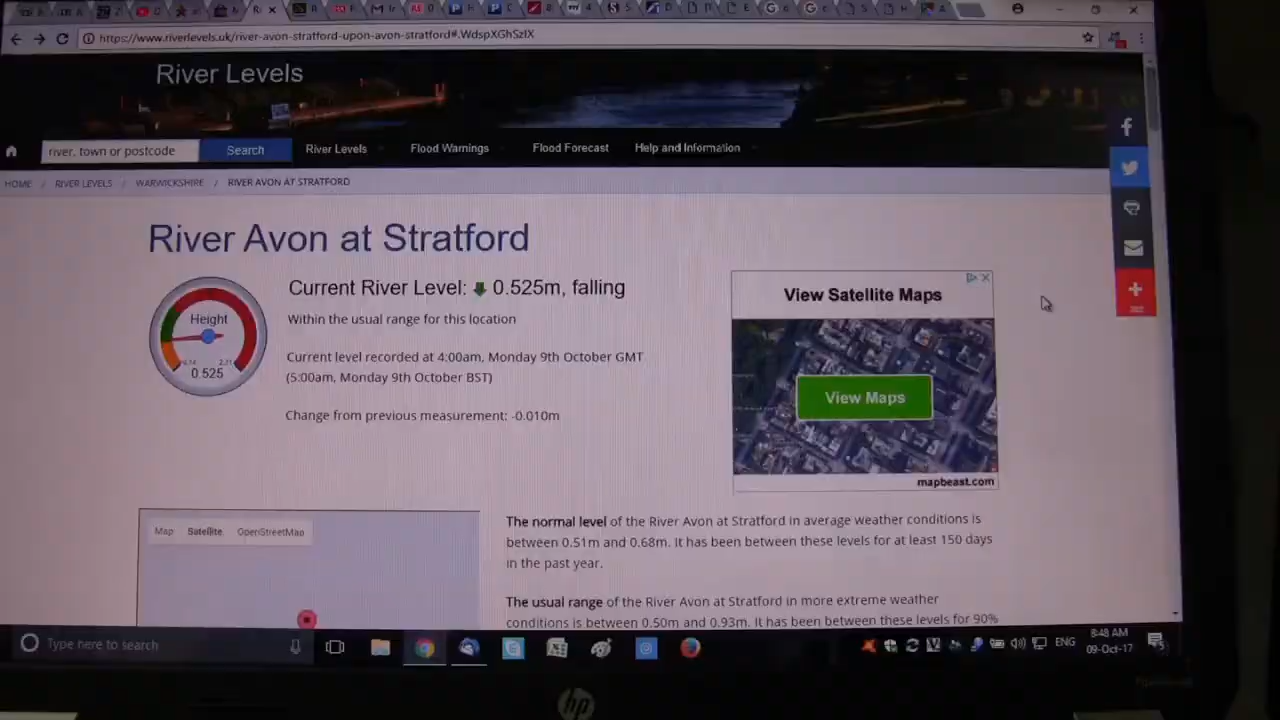 https://www.riverlevels.uk/river-avon-stratford-upon-avon-stratford#.WdspXGhSzIX
River Levels
river, town or postcode
Search
River Levels
Flood Warnings
Flood Forecast
Help and Information
HOME / RIVER LEVELS / WARWICKSHIRE / RIVER AVON AT STRATFORD
River Avon at Stratford
Height
0.525
Current River Level: 0.525m, falling
Within the usual range for this location
Current level recorded at 4:00am, Monday 9th October GMT
(5:00am, Monday 9th October BST)
Change from previous measurement: -0.010m
View Satellite Maps
View Maps
mapbeast.com
Map Satellite OpenStreetMap
The normal level of the River Avon at Stratford in average weather conditions is
between 0.51m and 0.68m. It has been between these levels for at least 150 days
in the past year.
The usual range of the River Avon at Stratford in more extreme weather
conditions is between 0.50m and 0.93m. It has been between these levels for 90%
Type here to search
ENG
8:48 AM
09-Oct-17
hp